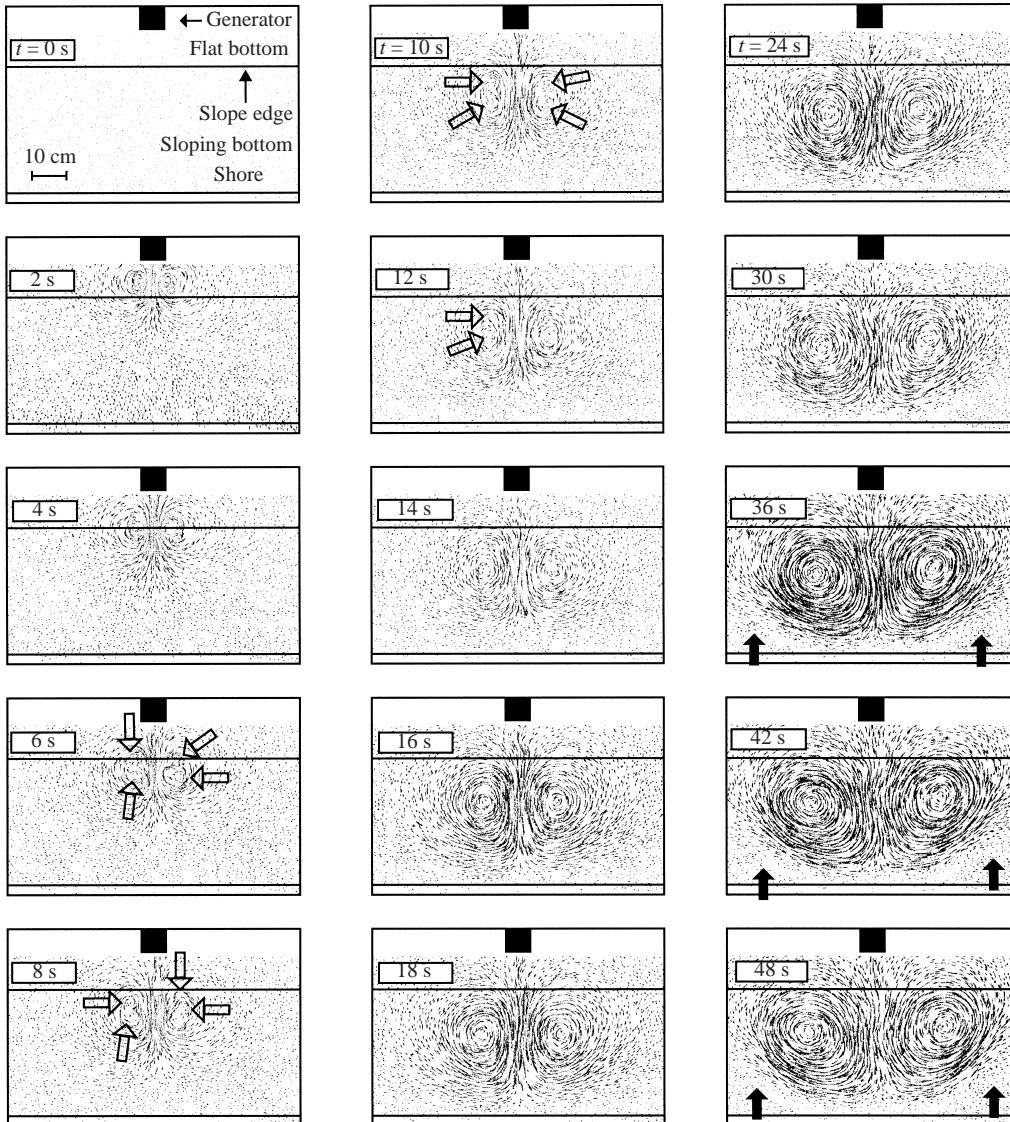 Generator
t = 0 s
Flat bottom
Slope edge
Sloping bottom
10 cm
Shore
2 s
4 s
6 s
8 s
t = 10 s
12 s
14 s
16 s
18 s
t = 24 s
30 s
36 s
42 s
48 s